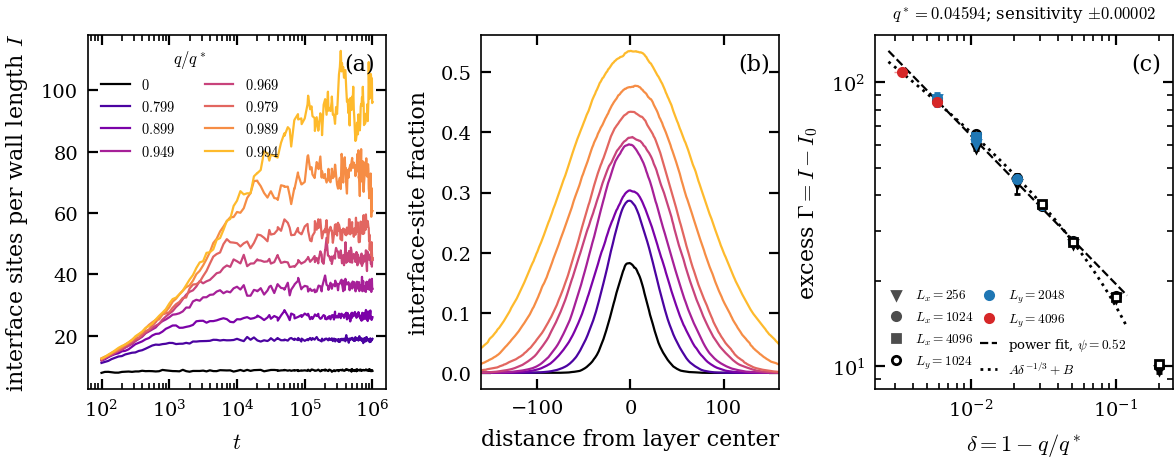 q* = 0.04594; sensitivity ±0.00002
interface sites per wall length I
20
40
60
80
100
q/q*
0
0.799
0.899
0.949
0.969
0.979
0.989
0.994
(a)
10²
10³
10⁴
10⁵
10⁶
t
interface-site fraction
0.0
0.1
0.2
0.3
0.4
0.5
(b)
−100
0
100
distance from layer center
excess Γ = I − I₀
10²
10¹
(c)
Lₓ = 256
Lₓ = 1024
Lₓ = 4096
L_y = 1024
L_y = 2048
L_y = 4096
power fit, ψ = 0.52
Aδ^{−1/3} + B
10⁻²
10⁻¹
δ = 1 − q/q*